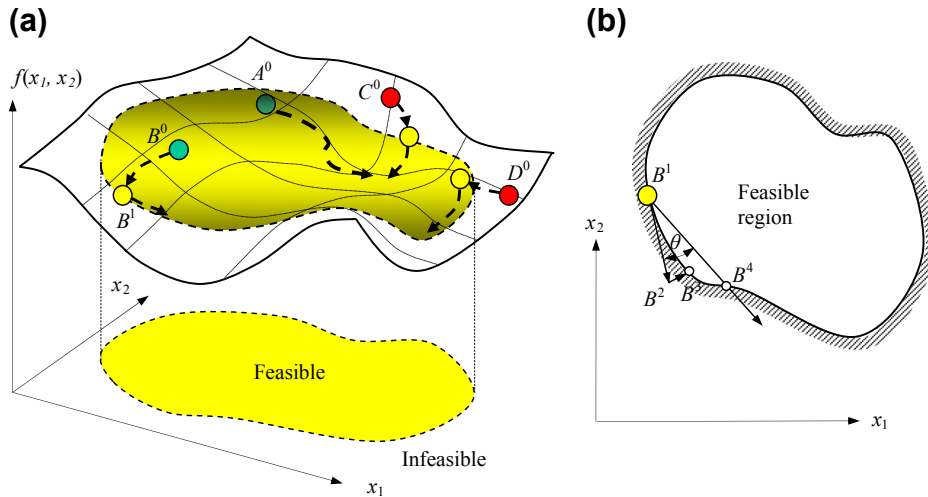 (a)
(b)
f(x₁, x₂)
A⁰
C⁰
B⁰
D⁰
B¹
x₂
Feasible
Infeasible
x₁
B¹
Feasible
region
x₂
θ
B²
B³
B⁴
x₁